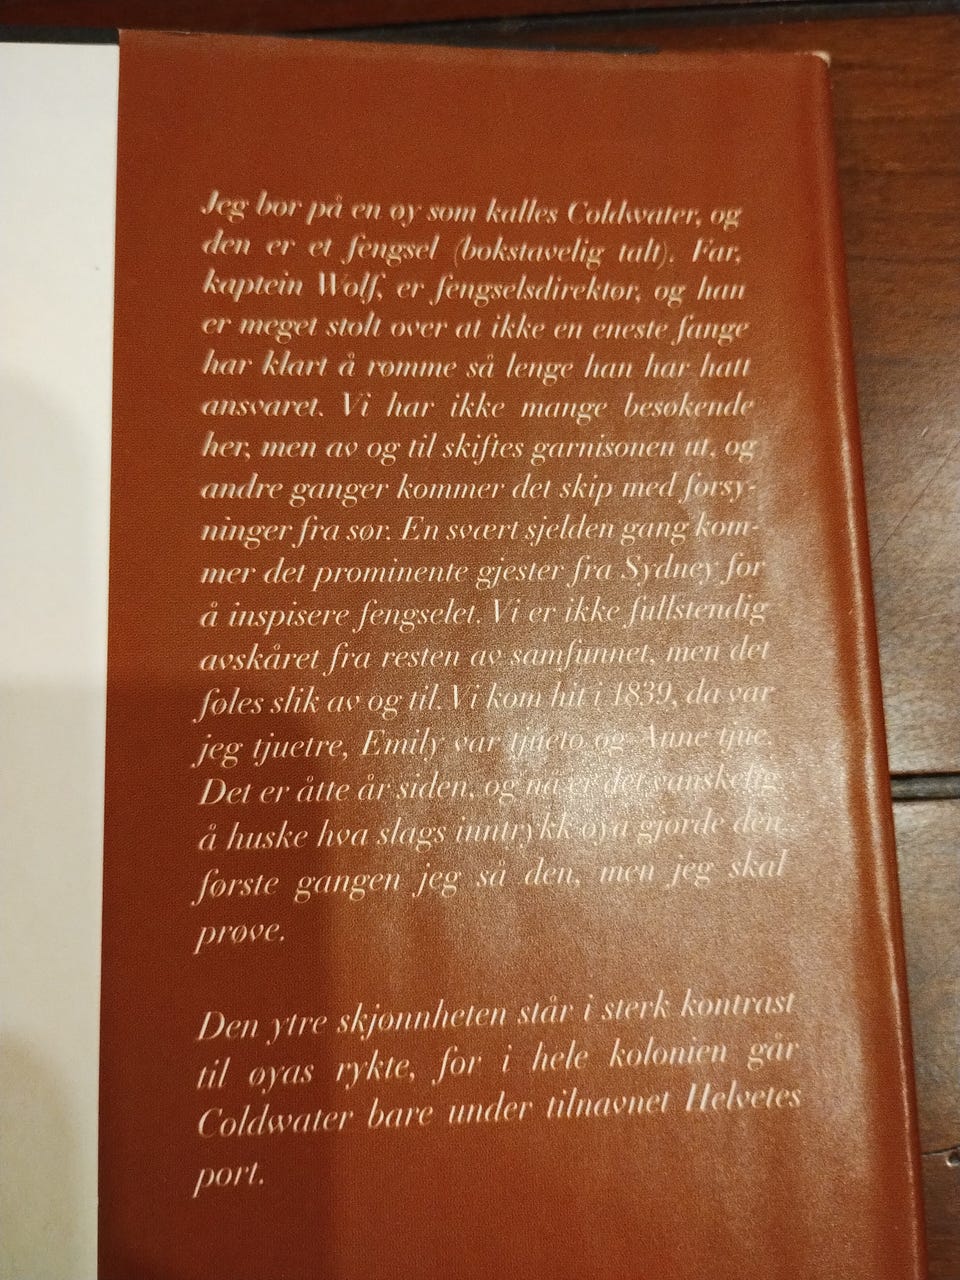 Jeg bor på en øy som kalles Coldwater, og
den er et fengsel (bokstavelig talt). Far,
kaptein Wolf, er fengselsdirektør, og han
er meget stolt over at ikke en eneste fange
har klart å rømme så lenge han har hatt
ansvaret. Vi har ikke mange besøkende
her, men av og til skiftes garnisonen ut, og
andre ganger kommer det skip med forsy-
ninger fra sør. En svært sjelden gang kom-
mer det prominente gjester fra Sydney for
å inspisere fengselet. Vi er ikke fullstendig
avskåret fra resten av samfunnet, men det
føles slik av og til. Vi kom hit i 1839, da var
jeg tjuetre, Emily var tjueto og Anne tjue.
Det er åtte år siden, og nå er det vanskelig
å huske hva slags inntrykk øya gjorde den
første gangen jeg så den, men jeg skal
prøve.
Den ytre skjønnheten står i sterk kontrast
til øyas rykte, for i hele kolonien går
Coldwater bare under tilnavnet Helvetes
port.